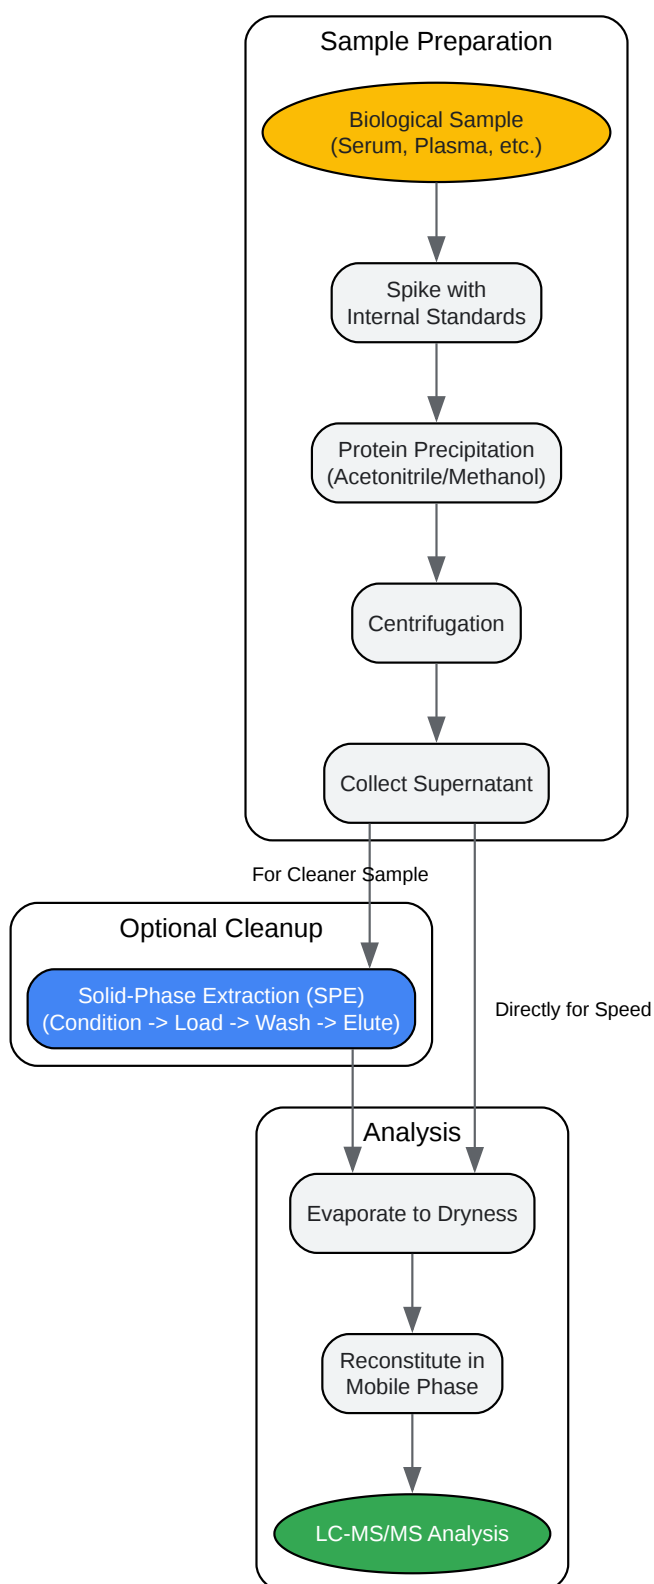 Sample Preparation
Biological Sample
(Serum, Plasma, etc.)
Spike with
Internal Standards
Protein Precipitation
(Acetonitrile/Methanol)
Centrifugation
Collect Supernatant
For Cleaner Sample
Optional Cleanup
Solid-Phase Extraction (SPE)
(Condition -> Load -> Wash -> Elute)
Directly for Speed
Analysis
Evaporate to Dryness
Reconstitute in
Mobile Phase
LC-MS/MS Analysis